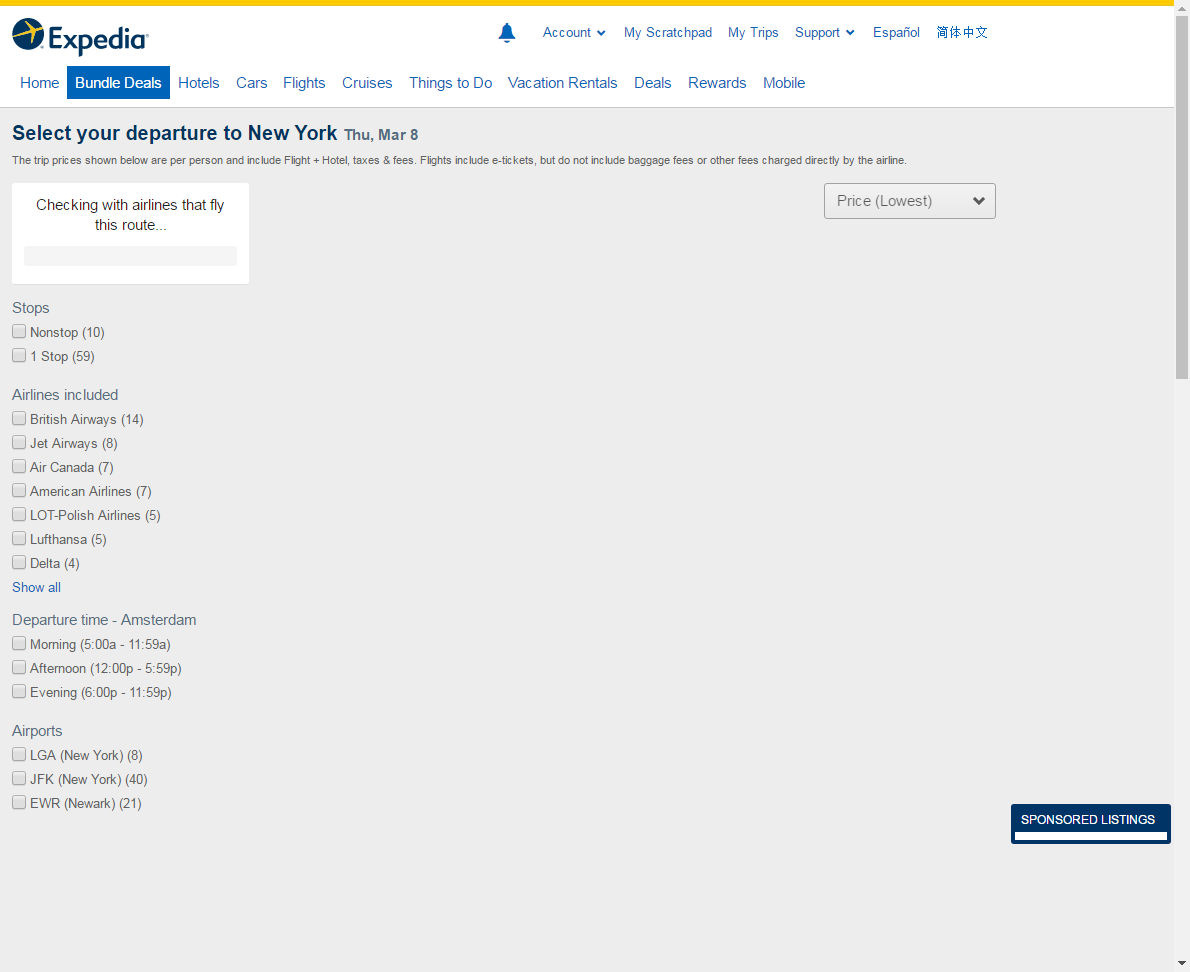 Expedia
Account
My Scratchpad
My Trips
Support
Español
简体中文
Home
Bundle Deals
Hotels
Cars
Flights
Cruises
Things to Do
Vacation Rentals
Deals
Rewards
Mobile
Select your departure to New York Thu, Mar 8
The trip prices shown below are per person and include Flight + Hotel, taxes & fees. Flights include e-tickets, but do not include baggage fees or other fees charged directly by the airline.
Checking with airlines that fly
this route...
Price (Lowest)
Stops
Nonstop (10)
1 Stop (59)
Airlines included
British Airways (14)
Jet Airways (8)
Air Canada (7)
American Airlines (7)
LOT-Polish Airlines (5)
Lufthansa (5)
Delta (4)
Show all
Departure time - Amsterdam
Morning (5:00a - 11:59a)
Afternoon (12:00p - 5:59p)
Evening (6:00p - 11:59p)
Airports
LGA (New York) (8)
JFK (New York) (40)
EWR (Newark) (21)
SPONSORED LISTINGS